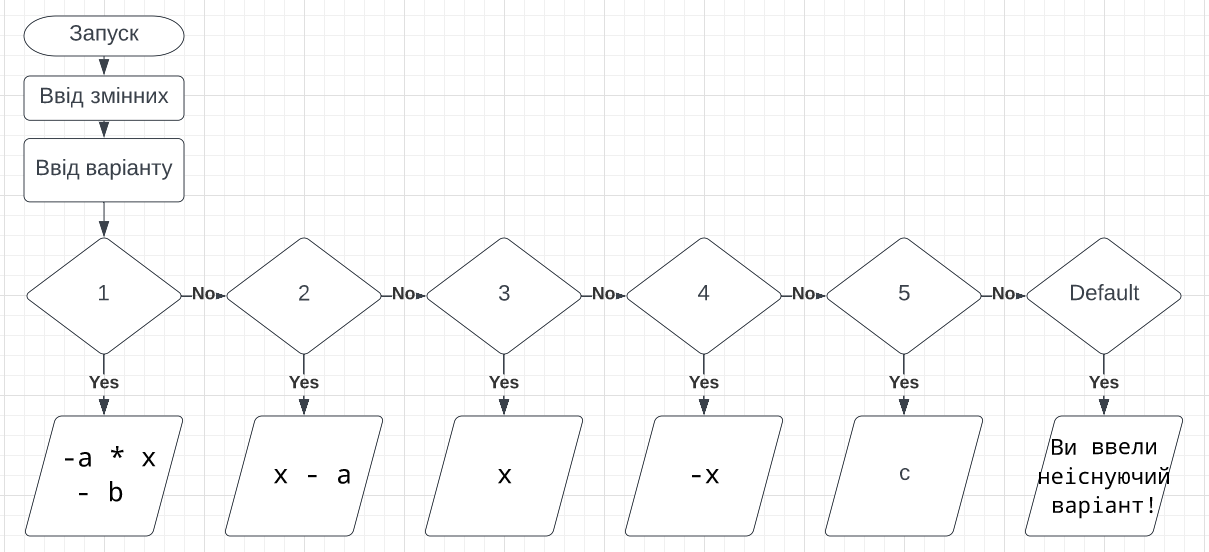 Запуск
Ввід змінних
Ввід варіанту
1
No
2
No
3
No
4
No
5
No
Default
Yes
Yes
Yes
Yes
Yes
Yes
-a * x
- b
x - a
x
-x
c
Ви ввели
неіснуючий
варіант!